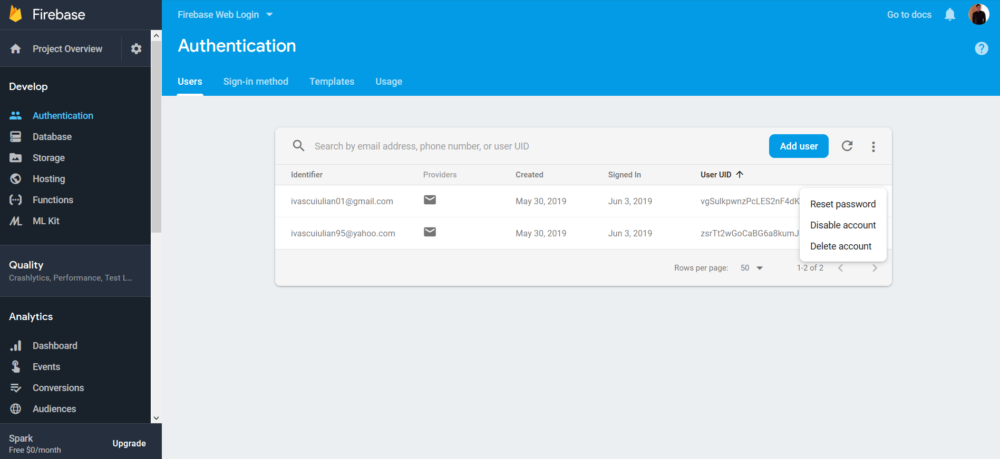 Firebase
Project Overview
Develop
Authentication
Database
Storage
Hosting
Functions
ML Kit
Quality
Crashlytics, Performance, Test L...
Analytics
Dashboard
Events
Conversions
Audiences
Spark
Free $0/month
Upgrade
Firebase Web Login
Go to docs
Authentication
Users Sign-in method Templates Usage
Search by email address, phone number, or user UID
Add user
Identifier Providers Created Signed In User UID
ivascuiulian01@gmail.com May 30, 2019 Jun 3, 2019
ivascuiulian95@yahoo.com May 30, 2019 Jun 3, 2019
Reset password
Disable account
Delete account
Rows per page: 50 1-2 of 2